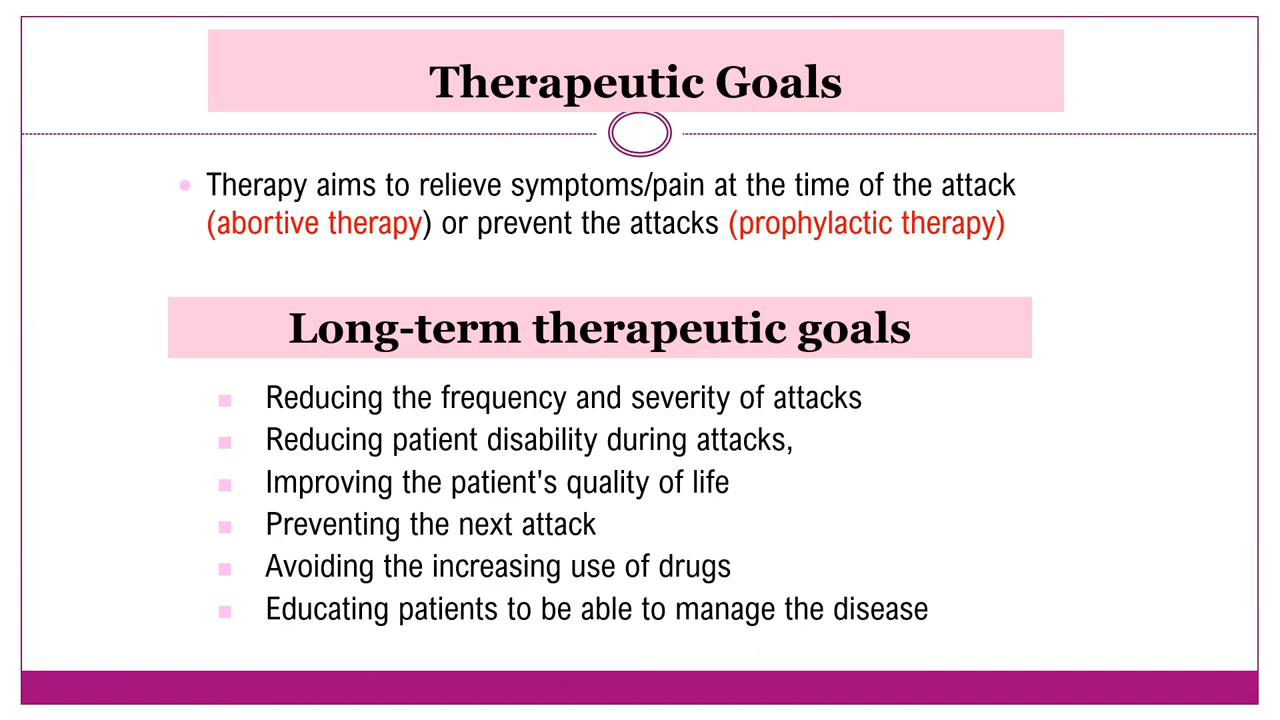 Therapeutic Goals
Therapy aims to relieve symptoms/pain at the time of the attack
(abortive therapy) or prevent the attacks (prophylactic therapy)
Long-term therapeutic goals
Reducing the frequency and severity of attacks
Reducing patient disability during attacks,
Improving the patient's quality of life
Preventing the next attack
Avoiding the increasing use of drugs
Educating patients to be able to manage the disease